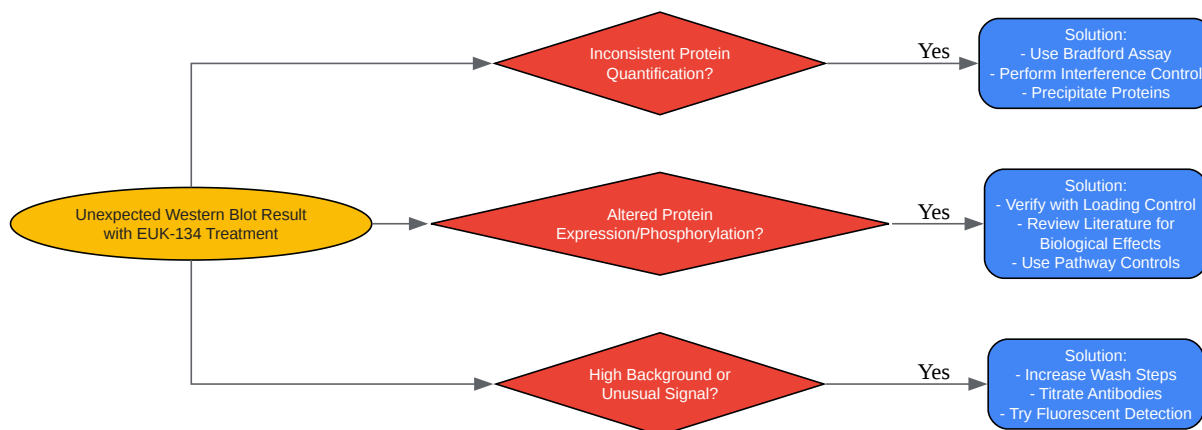 Unexpected Western Blot Result
with EUK-134 Treatment
Inconsistent Protein
Quantification?
Yes
Solution:
- Use Bradford Assay
- Perform Interference Control
- Precipitate Proteins
Altered Protein
Expression/Phosphorylation?
Yes
Solution:
- Verify with Loading Control
- Review Literature for
Biological Effects
- Use Pathway Controls
High Background or
Unusual Signal?
Yes
Solution:
- Increase Wash Steps
- Titrate Antibodies
- Try Fluorescent Detection